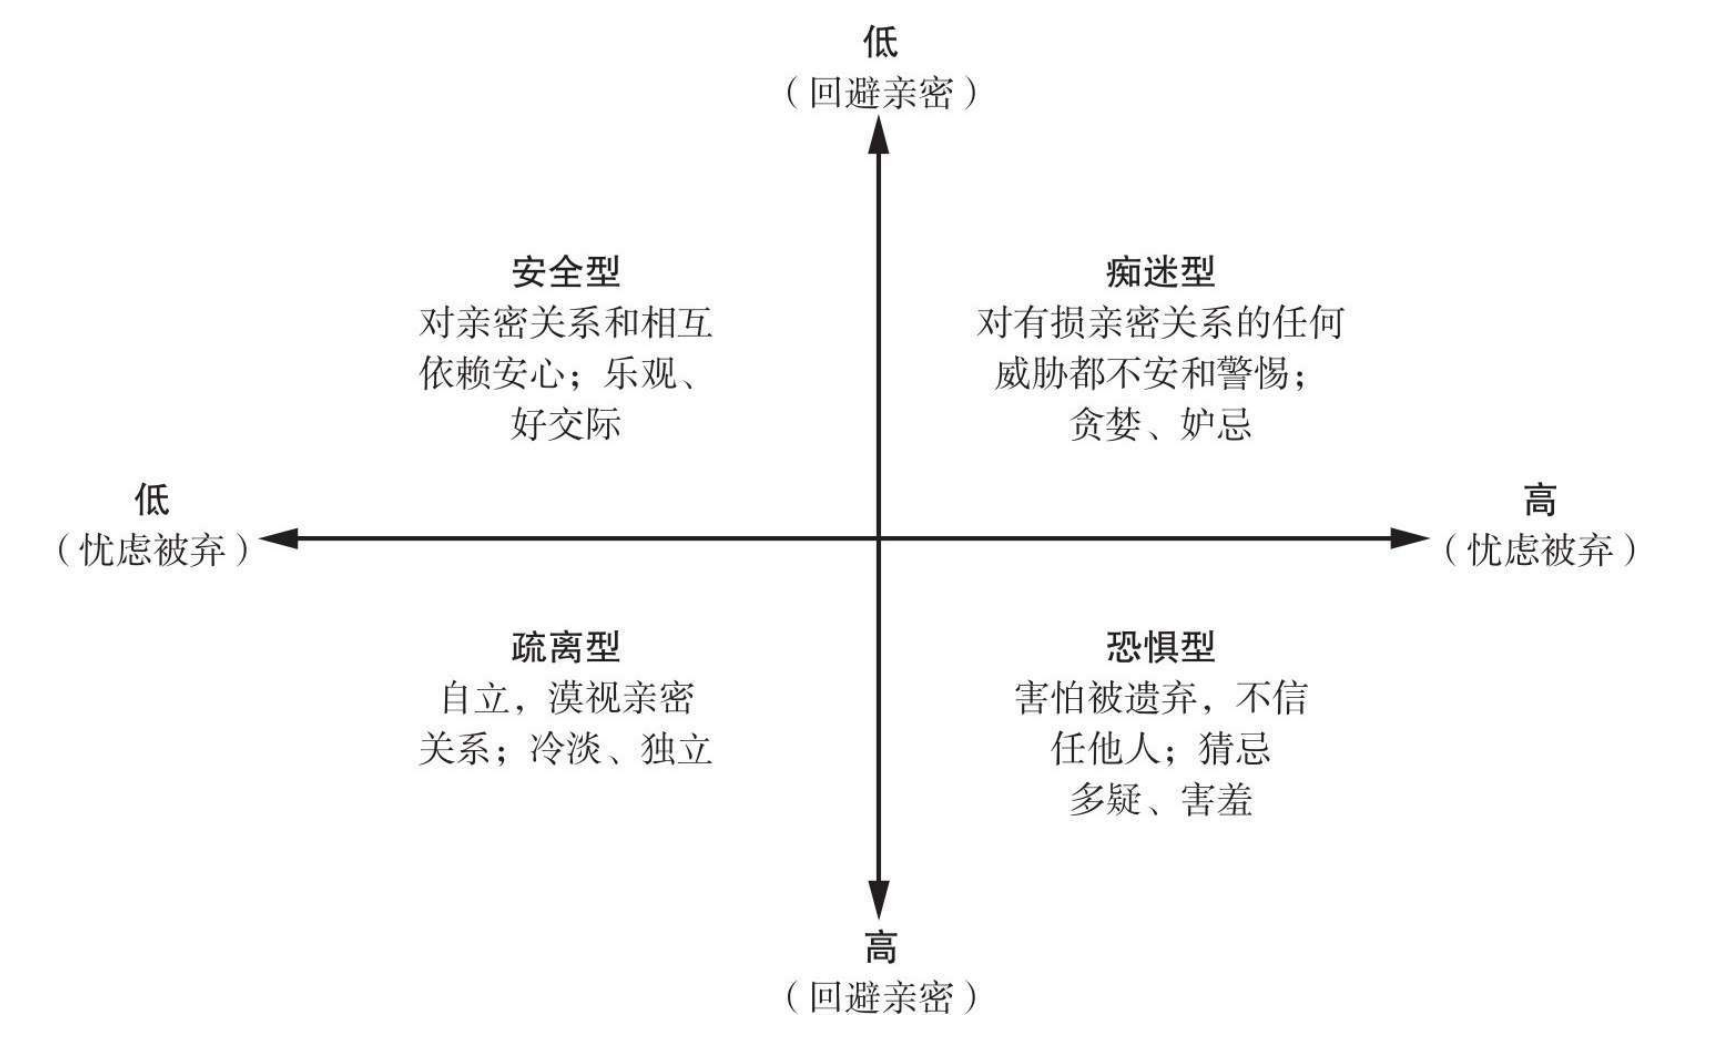 低
（回避亲密）
安全型
对亲密关系和相互
依赖安心；乐观、
好交际
痴迷型
对有损亲密关系的任何
威胁都不安和警惕；
贪婪、妒忌
低
（忧虑被弃）
高
（忧虑被弃）
疏离型
自立，漠视亲密
关系；冷淡、独立
恐惧型
害怕被遗弃，不信
任他人；猜忌
多疑、害羞
高
（回避亲密）